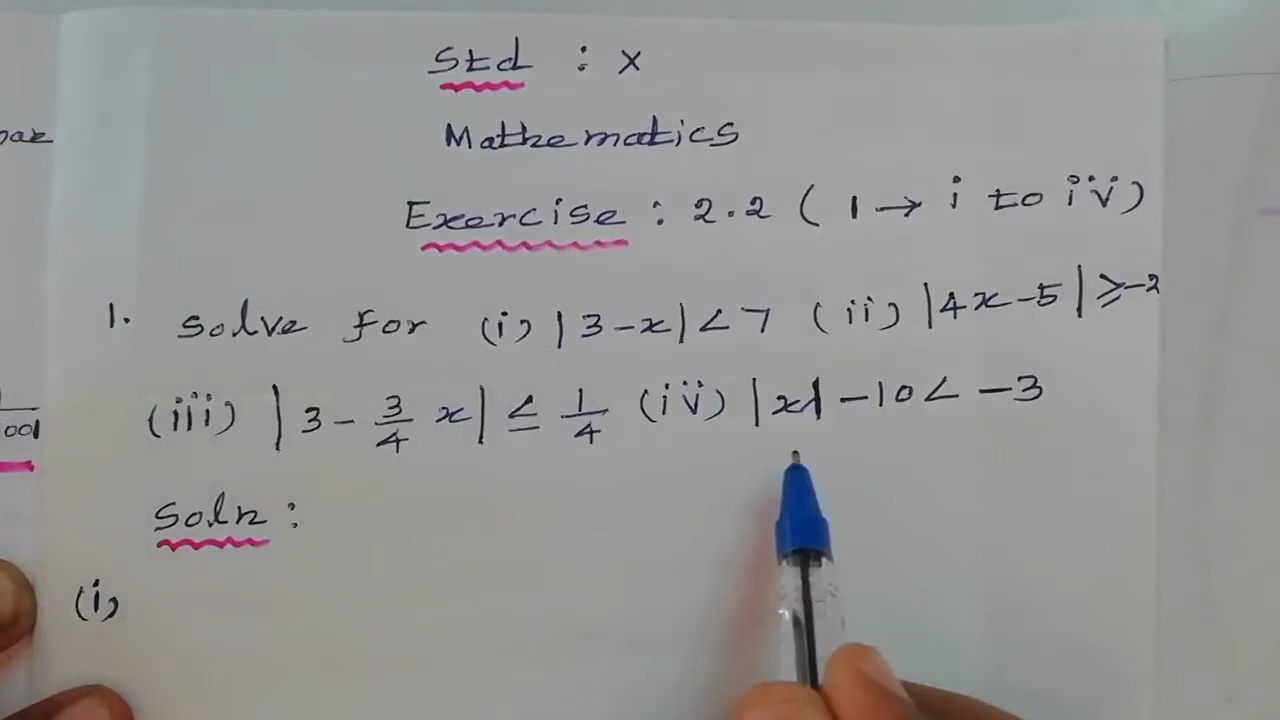 Std : X
Mathematics
Exercise : 2.2 ( 1 → i to iv)
1. Solve for (i) |3-x| < 7 (ii) |4x-5| ≥ -2
(iii) |3 - 3/4 x| ≤ 1/4 (iv) |x| - 10 < -3
Soln :
(i)